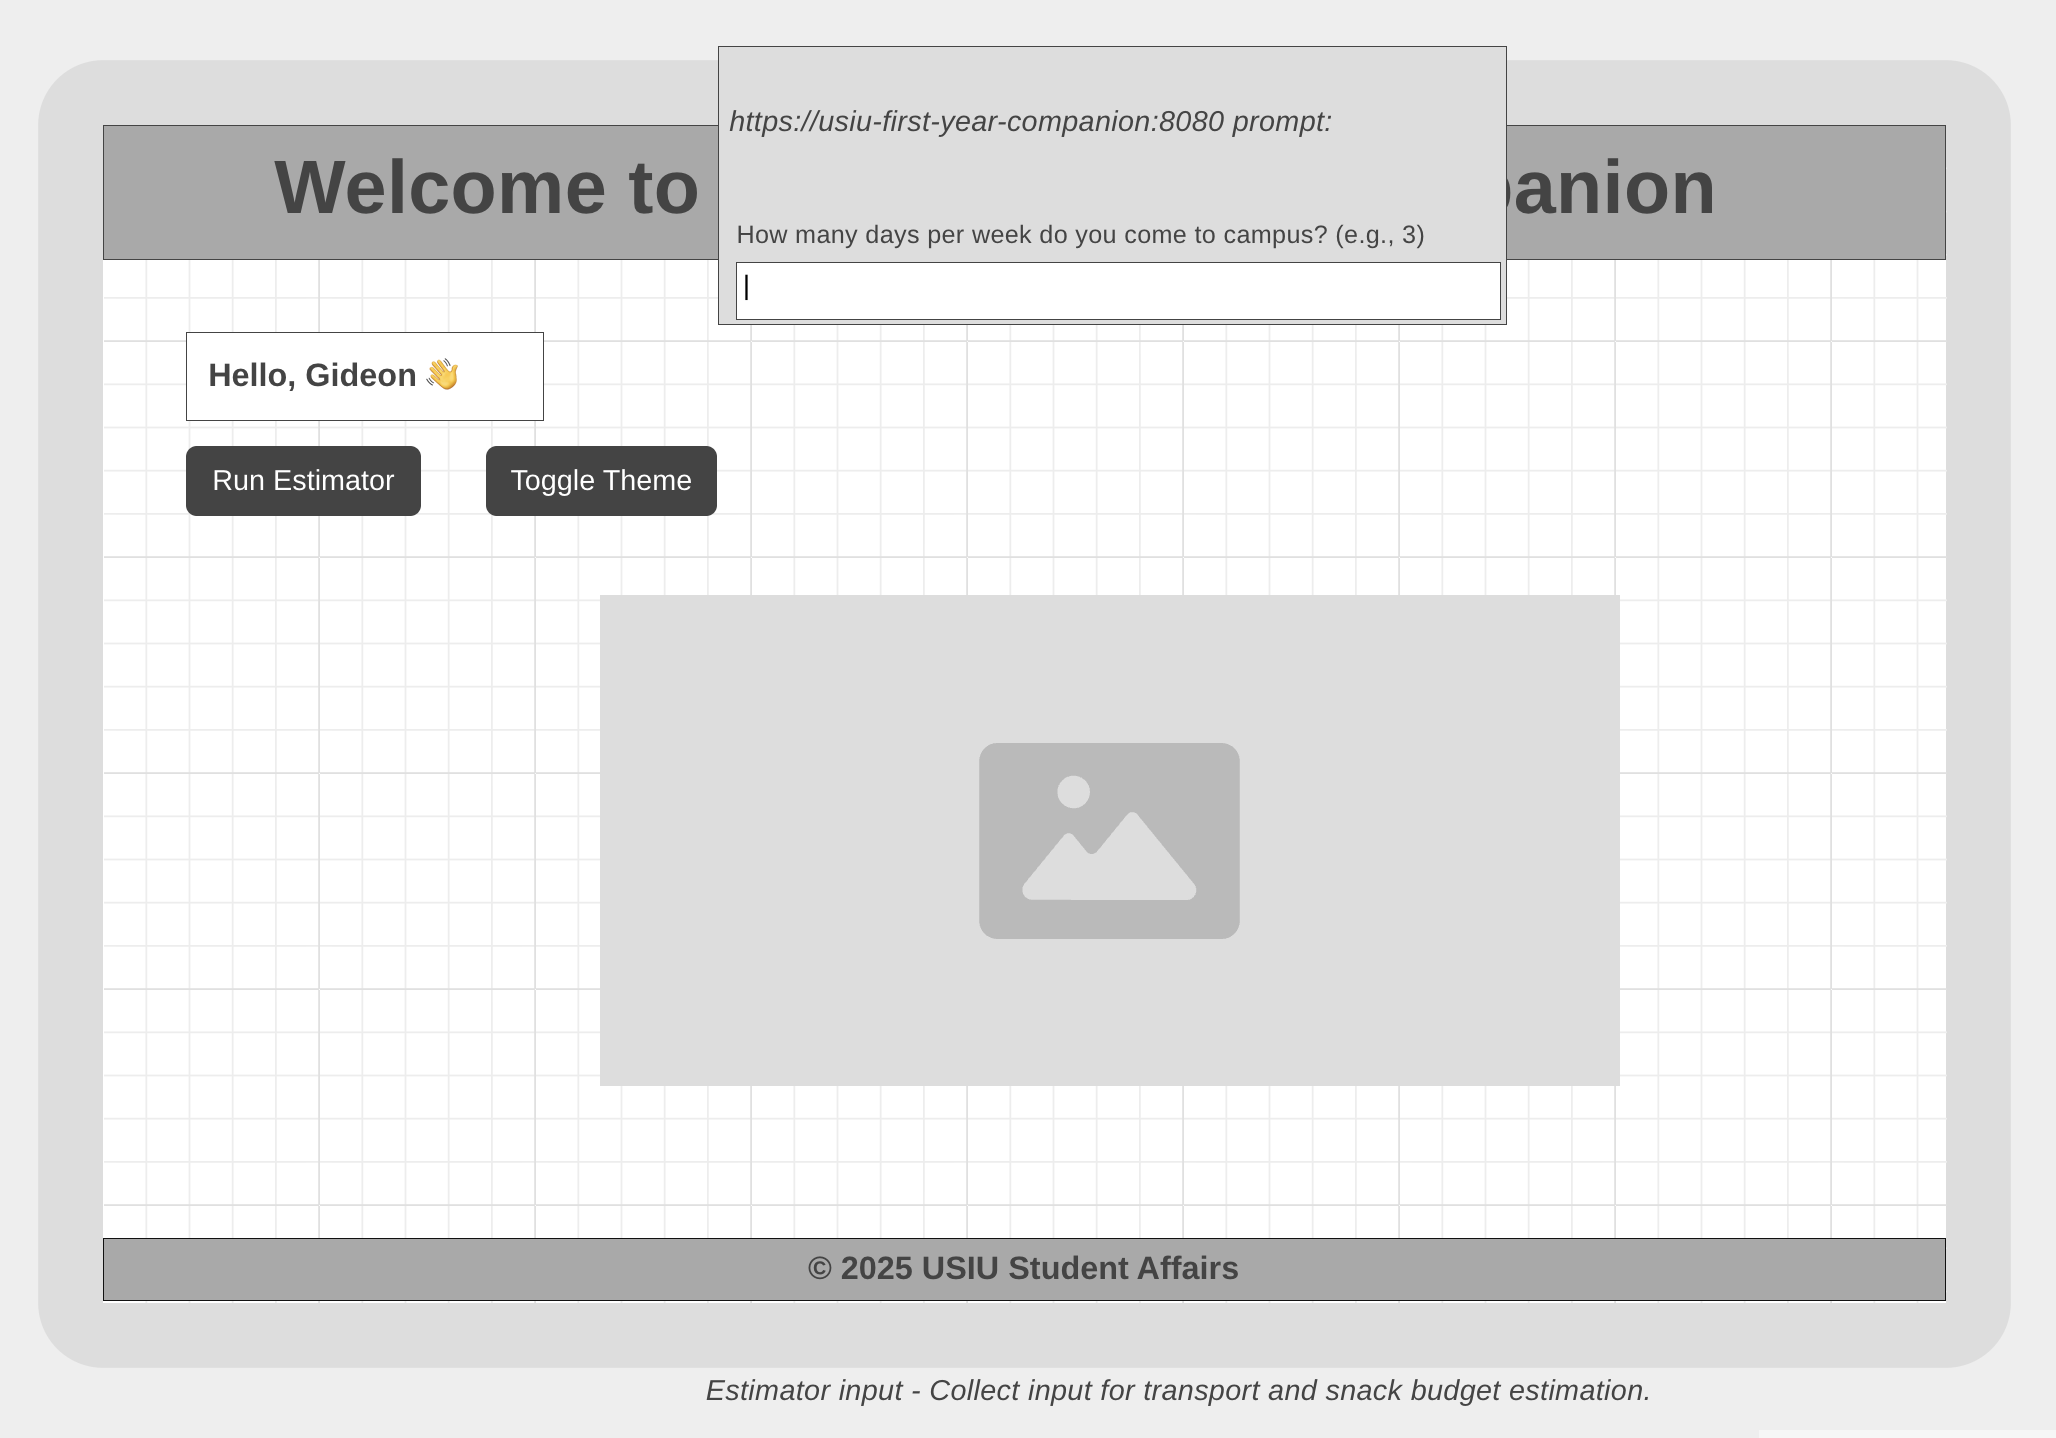 https://usiu-first-year-companion:8080 prompt:
Welcome to panion
How many days per week do you come to campus? (e.g., 3)
Hello, Gideon 👋
Run Estimator
Toggle Theme
© 2025 USIU Student Affairs
Estimator input - Collect input for transport and snack budget estimation.